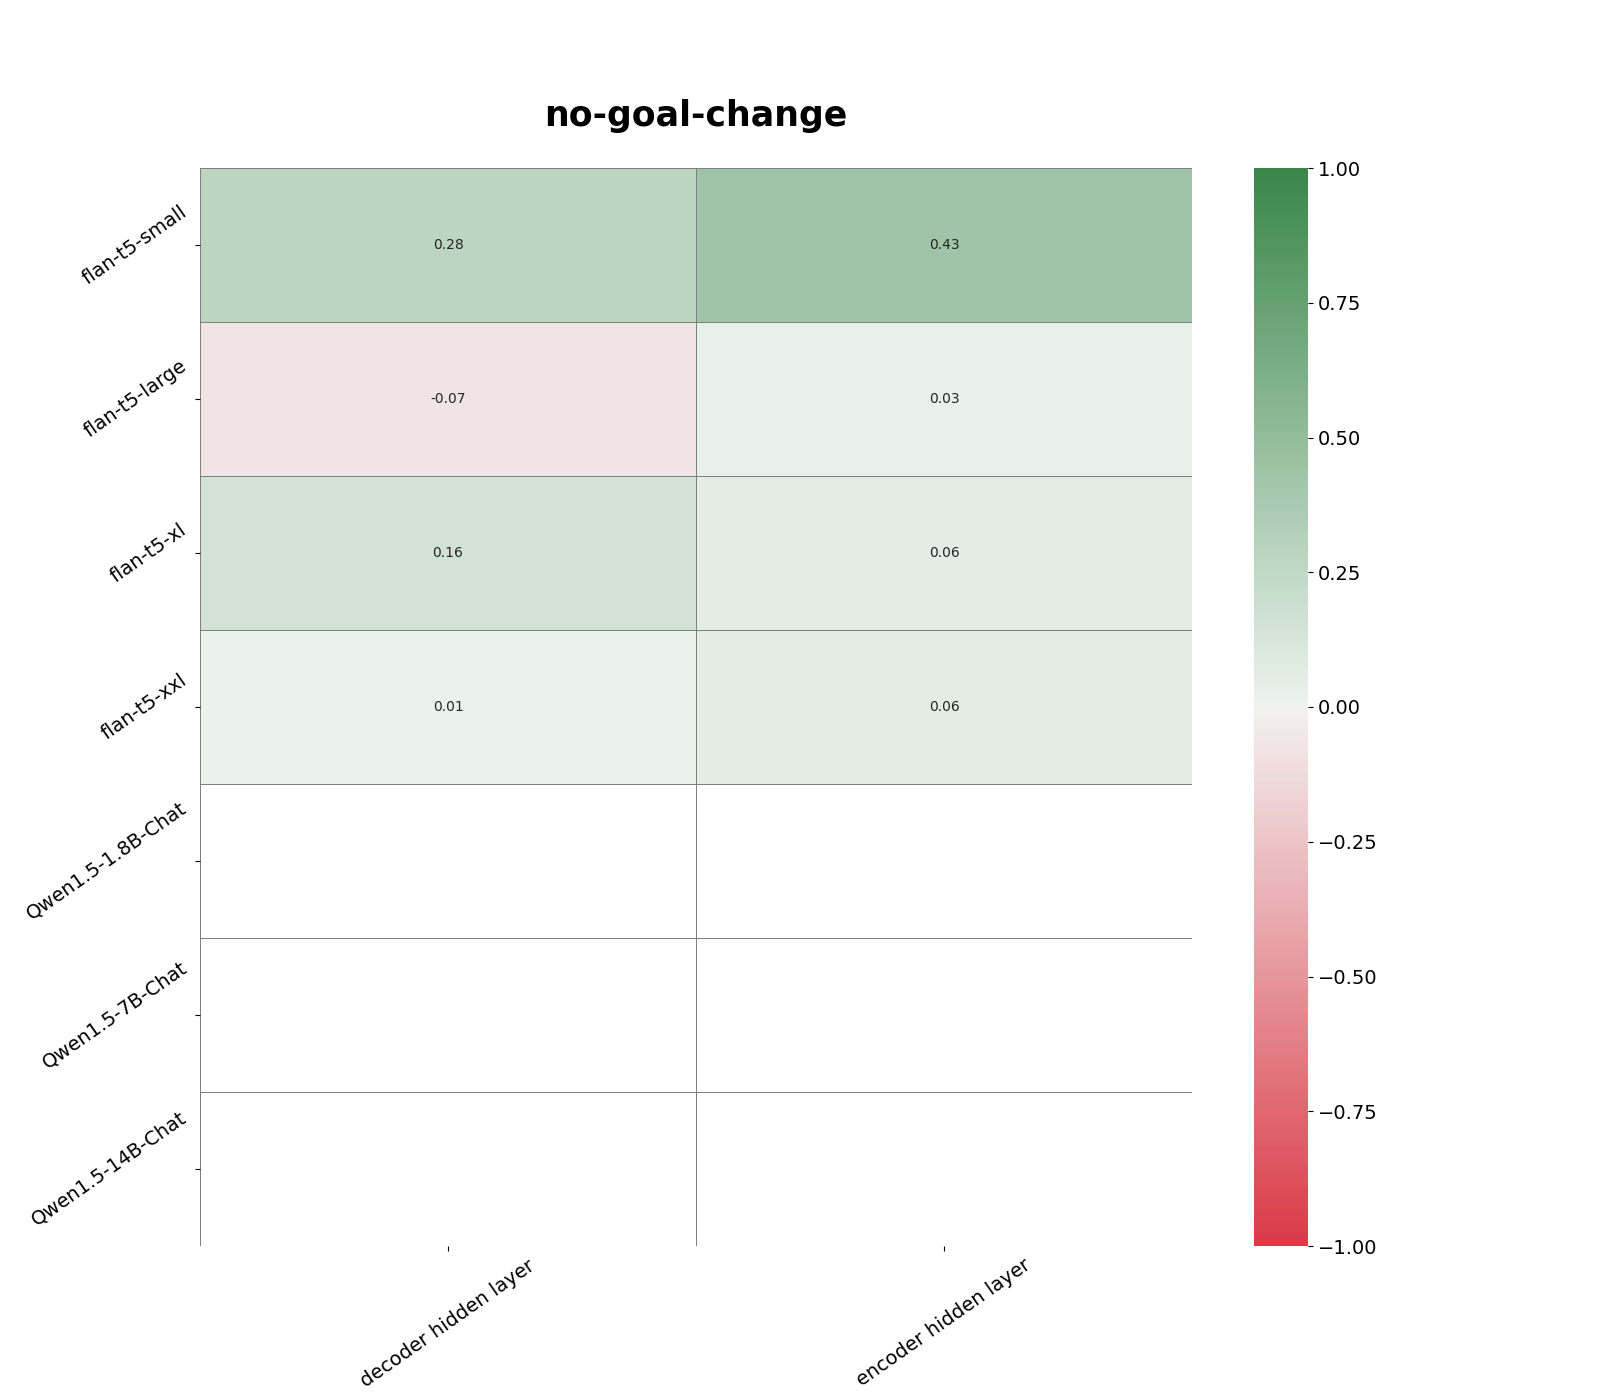 no-goal-change
flan-t5-small
0.28
0.43
flan-t5-large
-0.07
0.03
flan-t5-xl
0.16
0.06
flan-t5-xxl
0.01
0.06
Qwen1.5-1.8B-Chat
Qwen1.5-7B-Chat
Qwen1.5-14B-Chat
decoder hidden layer
encoder hidden layer
1.00
0.75
0.50
0.25
0.00
−0.25
−0.50
−0.75
−1.00